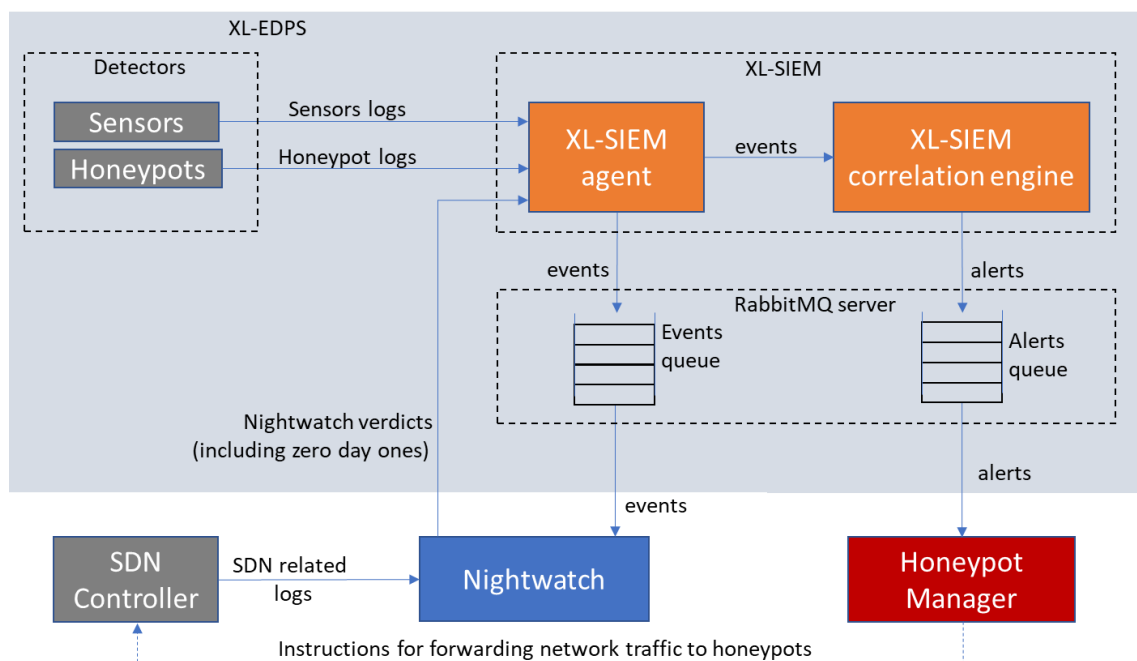 XL-EDPS
Detectors
XL-SIEM
Sensors
Honeypots
Sensors logs
Honeypot logs
XL-SIEM
agent
events
XL-SIEM
correlation engine
events
alerts
RabbitMQ server
Events
queue
Alerts
queue
Nightwatch verdicts
(including zero day ones)
events
alerts
SDN
Controller
SDN related
logs
Nightwatch
Honeypot
Manager
Instructions for forwarding network traffic to honeypots